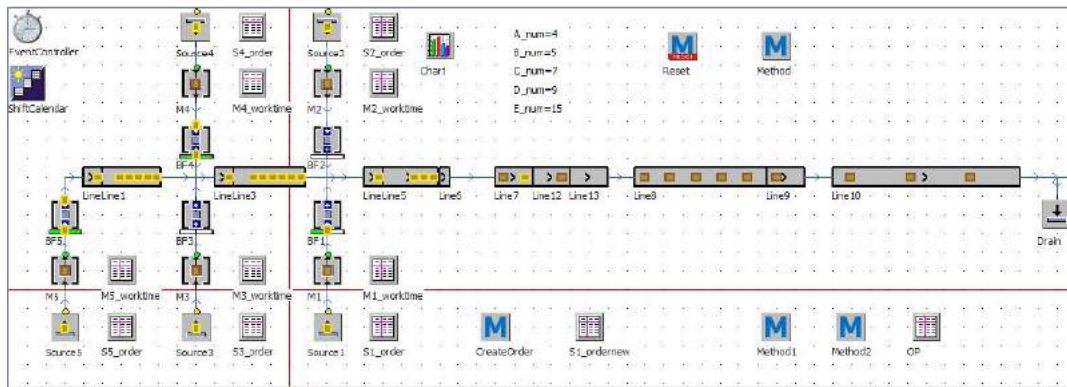 EventController
Source4
S4_order
Source2
S2_order
Chart
A_num=4
B_num=5
C_num=7
D_num=9
E_num=15
Reset
Method
ShiftCalendar
M4
M4_worktime
M2
M2_worktime
BF4
BF2
LineLine1
LineLine3
LineLine5
Line6
Line7
Line12
Line13
Line8
Line9
Line10
BF5
BF3
BF1
Drain
M5
M5_worktime
M3
M3_worktime
M1
M1_worktime
Source5
S5_order
Source3
S3_order
Source1
S1_order
CreateOrder
S1_ordernew
Method1
Method2
OP